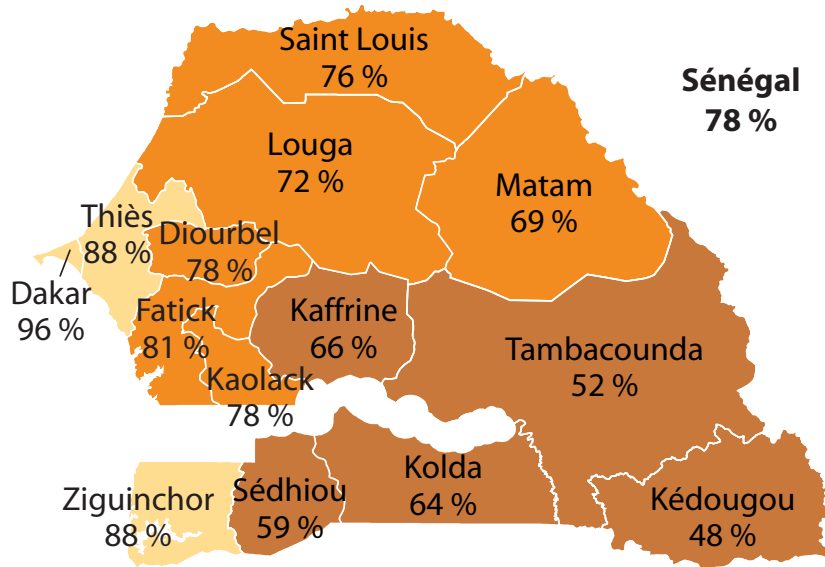 Saint Louis
76 %
Sénégal
78 %
Louga
72 %
Matam
69 %
Thiès
88 %
Diourbel
78 %
Dakar
96 %
Fatick
81 %
Kaffrine
66 %
Kaolack
78 %
Tambacounda
52 %
Ziguinchor
88 %
Sédhiou
59 %
Kolda
64 %
Kédougou
48 %